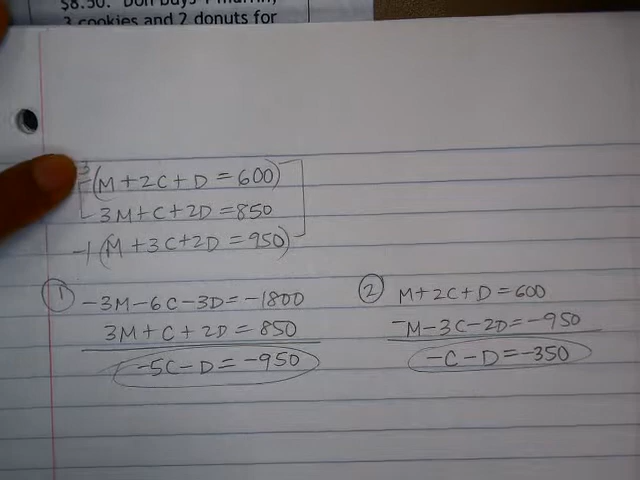 $8.50. Don buys 1 muffin,
3 cookies and 2 donuts for
3 (M+2C+D=600)
3M+C+2D=850
-1(M+3C+2D=950)
① -3M-6C-3D=-1800
3M+C+2D=850
-5C-D=-950
② M+2C+D=600
-M-3C-2D=-950
-C-D=-350